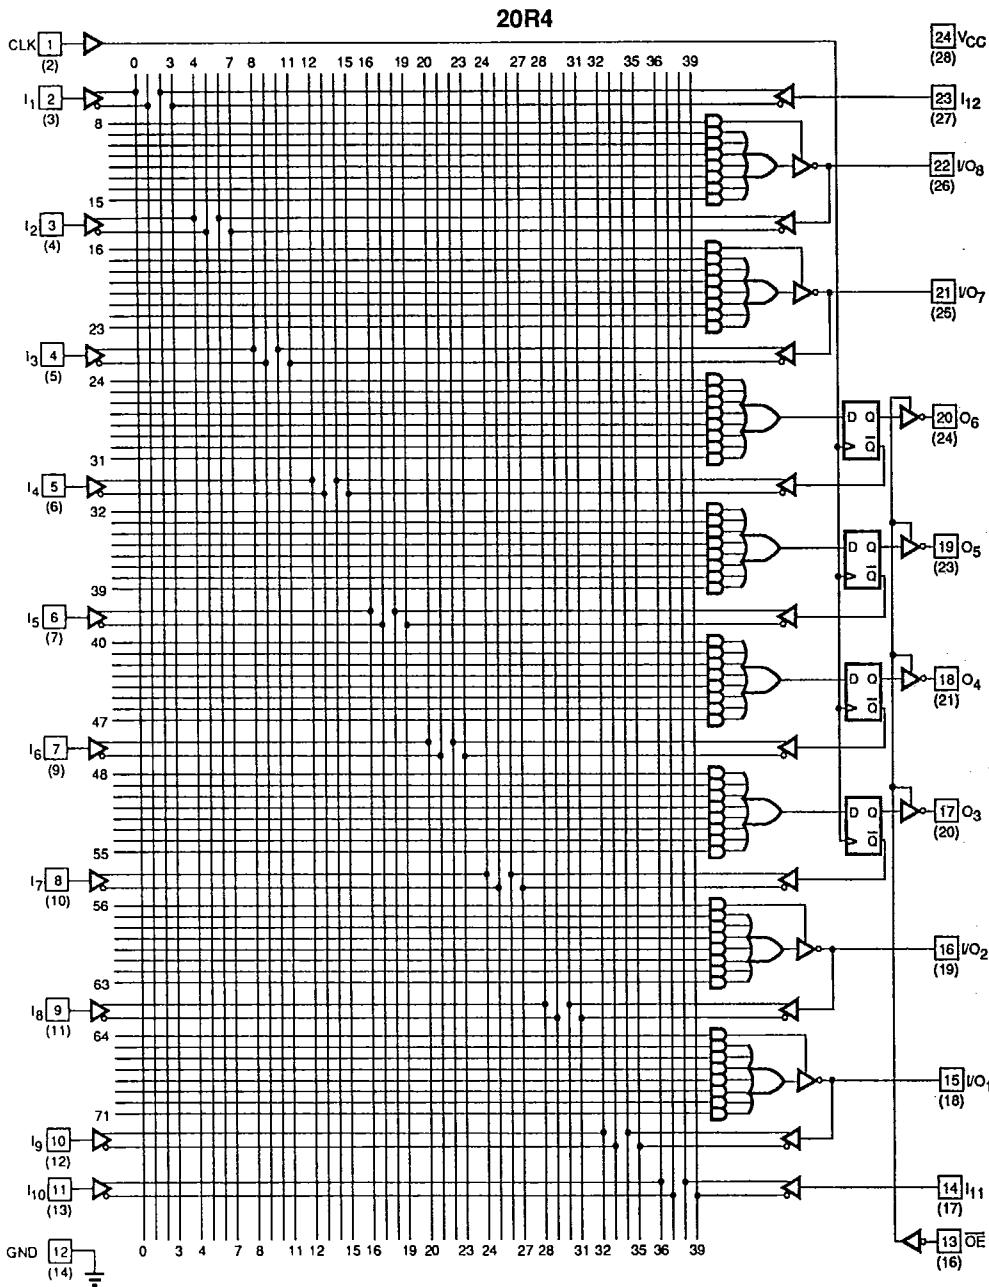 20R4
CLK 1 (2)
24 VCC (28)
0 3 4 7 8 11 12 15 16 19 20 23 24 27 28 31 32 35 36 39
I1 2 (3)
23 I12 (27)
8
22 I/O8 (26)
15
I2 3 (4)
16
21 I/O7 (25)
23
I3 4 (5)
24
D Q
20 O6 (24)
Q̅
31
I4 5 (6)
32
D Q
19 O5 (23)
Q̅
39
I5 6 (7)
40
D Q
18 O4 (21)
Q̅
47
I6 7 (9)
48
D Q
17 O3 (20)
Q̅
55
I7 8 (10)
56
16 I/O2 (19)
63
I8 9 (11)
64
15 I/O1 (18)
71
I9 10 (12)
I10 11 (13)
14 I11 (17)
0 3 4 7 8 11 12 15 16 19 20 23 24 27 28 31 32 35 36 39
GND 12 (14)
13 O̅E̅ (16)